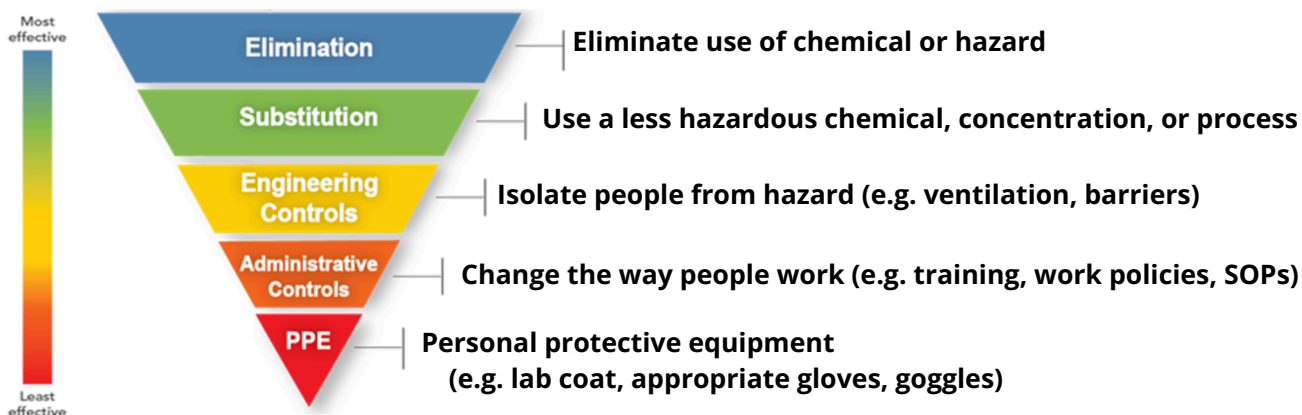 Most
effective
Elimination
Eliminate use of chemical or hazard
Substitution
Use a less hazardous chemical, concentration, or process
Engineering
Controls
Isolate people from hazard (e.g. ventilation, barriers)
Administrative
Controls
Change the way people work (e.g. training, work policies, SOPs)
PPE
Personal protective equipment
(e.g. lab coat, appropriate gloves, goggles)
Least
effective